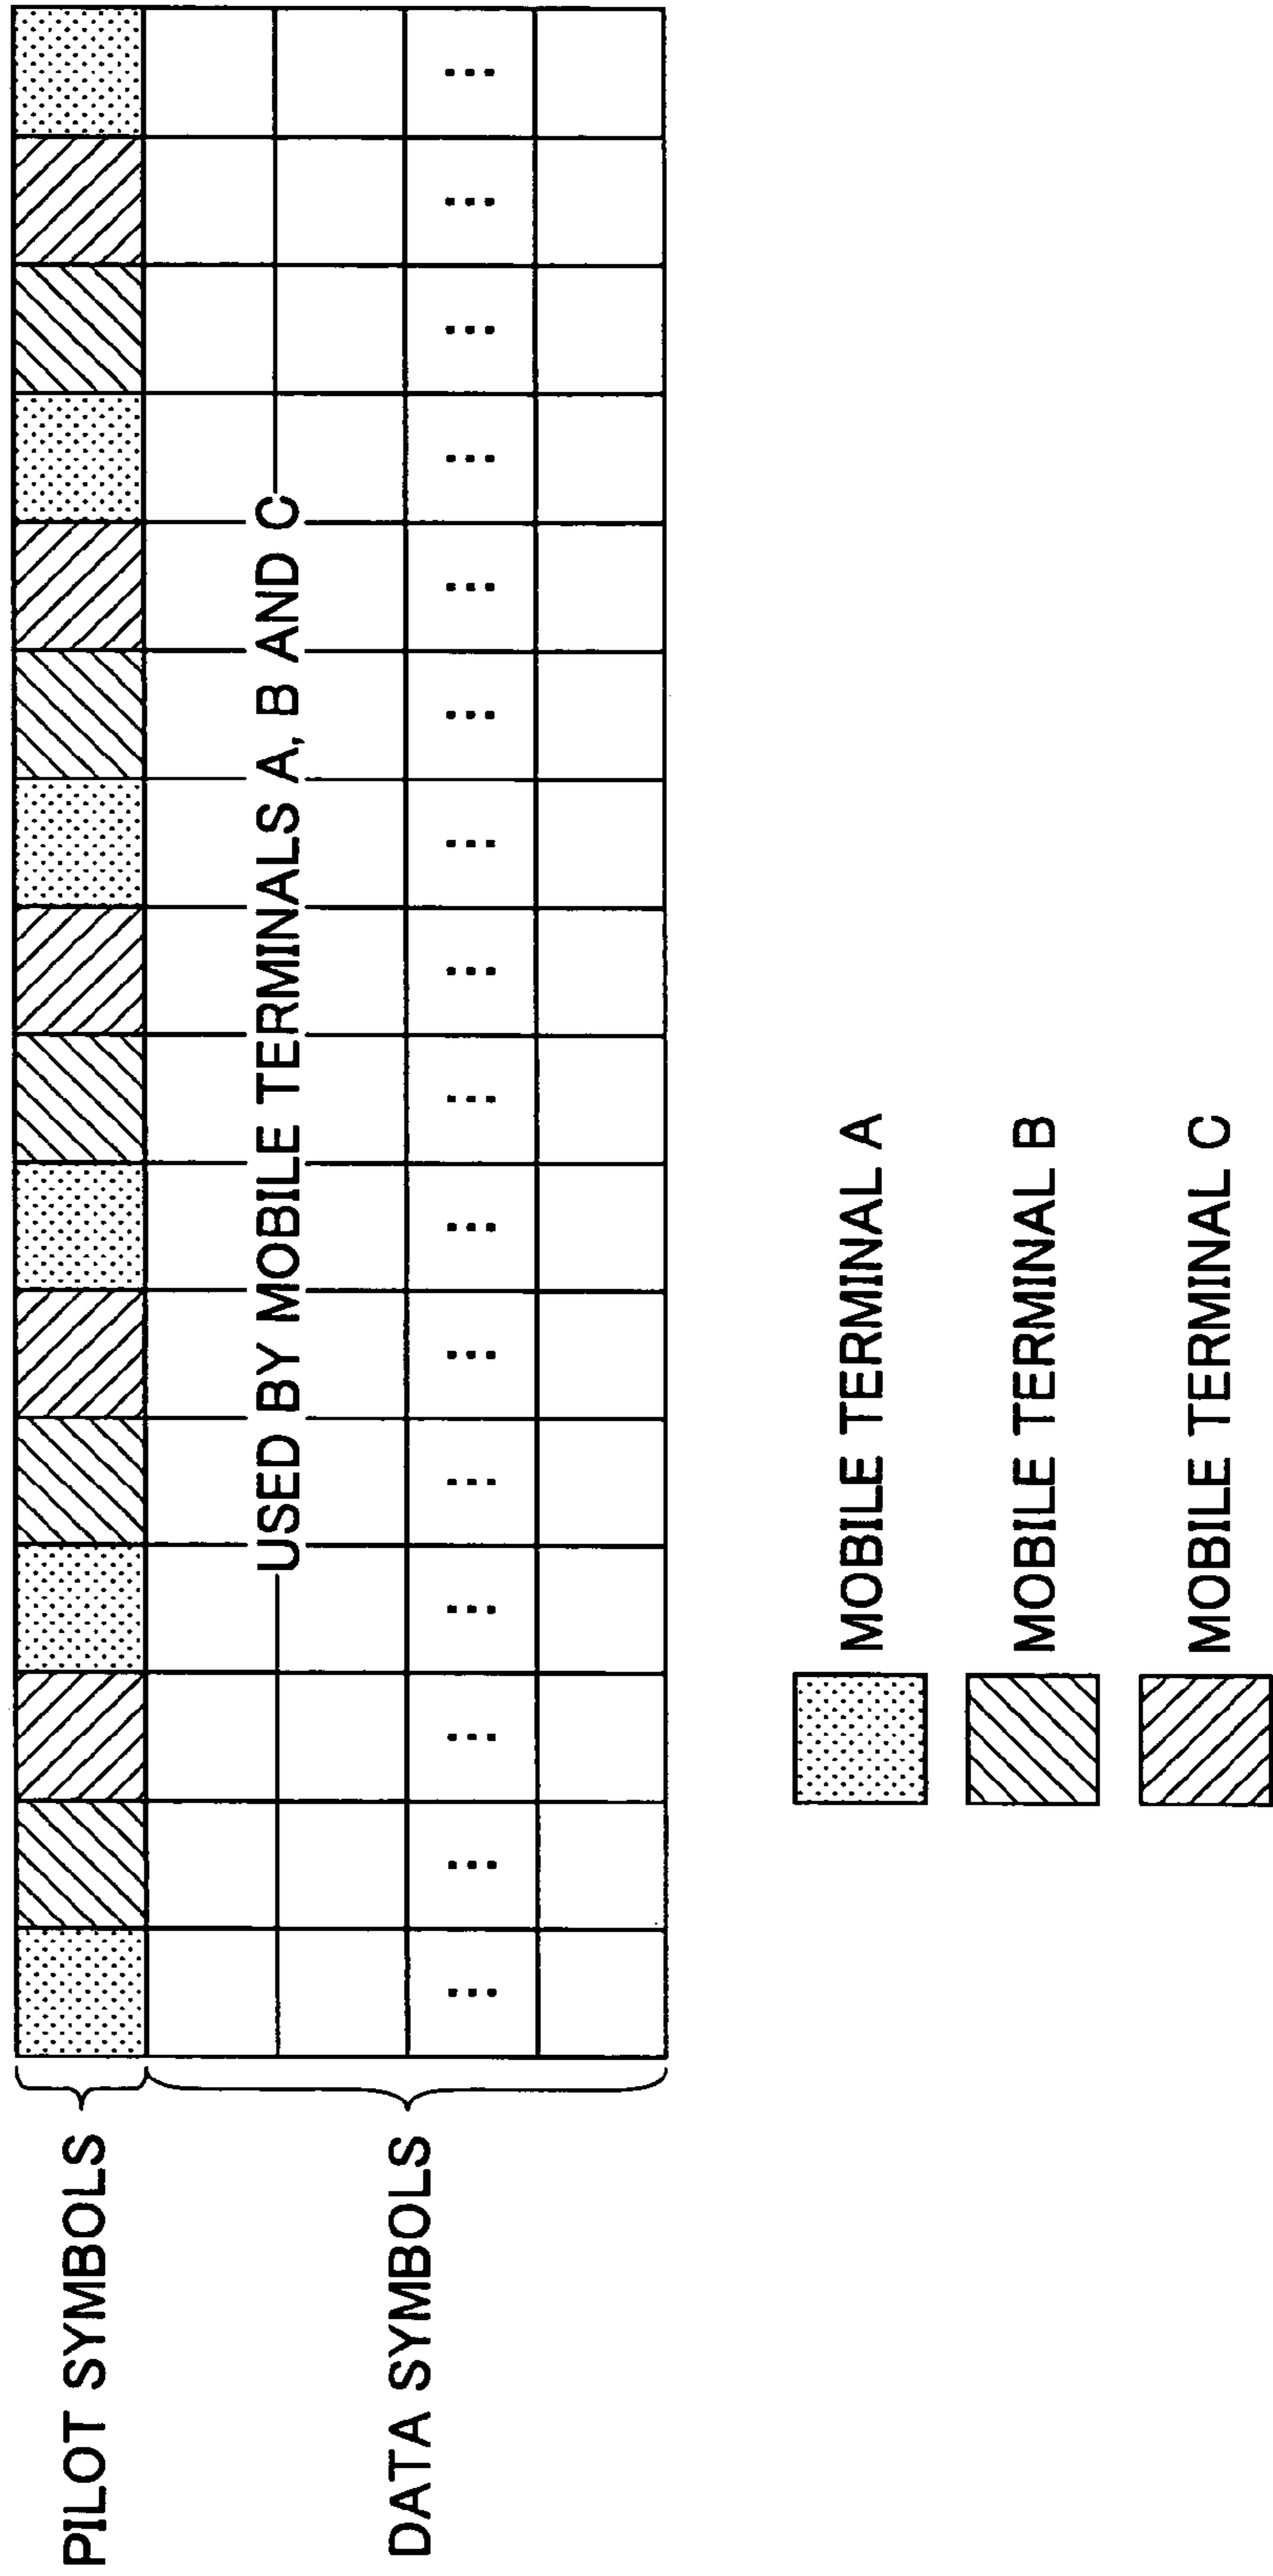 PILOT SYMBOLS
DATA SYMBOLS
USED BY MOBILE TERMINALS A, B AND C
MOBILE TERMINAL A
MOBILE TERMINAL B
MOBILE TERMINAL C